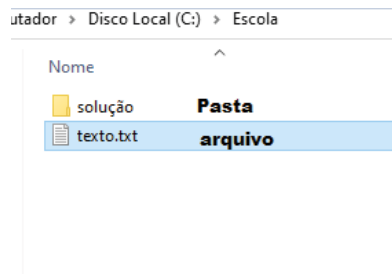 utador > Disco Local (C:) > Escola
Nome
solução Pasta
texto.txt arquivo